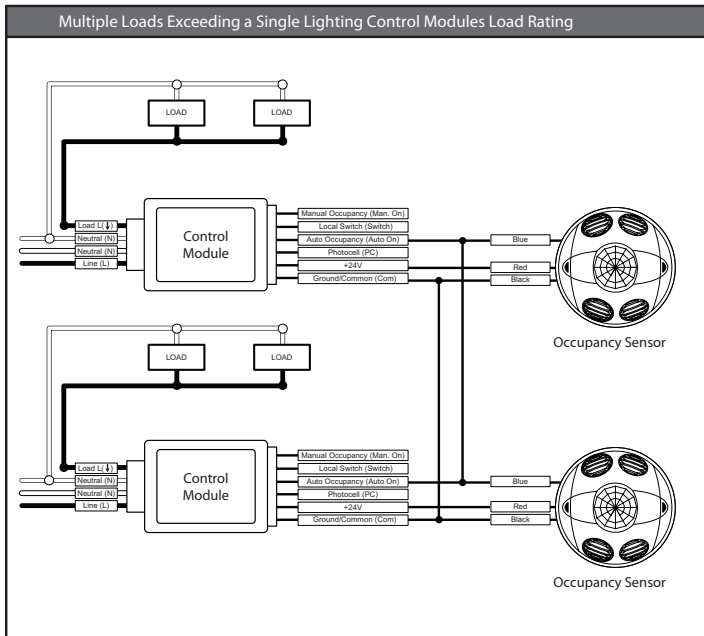 Multiple Loads Exceeding a Single Lighting Control Modules Load Rating
LOAD
LOAD
Load L(↓)
Neutral (N)
Neutral (N)
Line (L)
Control
Module
Manual Occupancy (Man. On)
Local Switch (Switch)
Auto Occupancy (Auto On)
Photocell (PC)
+24V
Ground/Common (Com)
Blue
Red
Black
Occupancy Sensor
LOAD
LOAD
Load L(↓)
Neutral (N)
Neutral (N)
Line (L)
Control
Module
Manual Occupancy (Man. On)
Local Switch (Switch)
Auto Occupancy (Auto On)
Photocell (PC)
+24V
Ground/Common (Com)
Blue
Red
Black
Occupancy Sensor